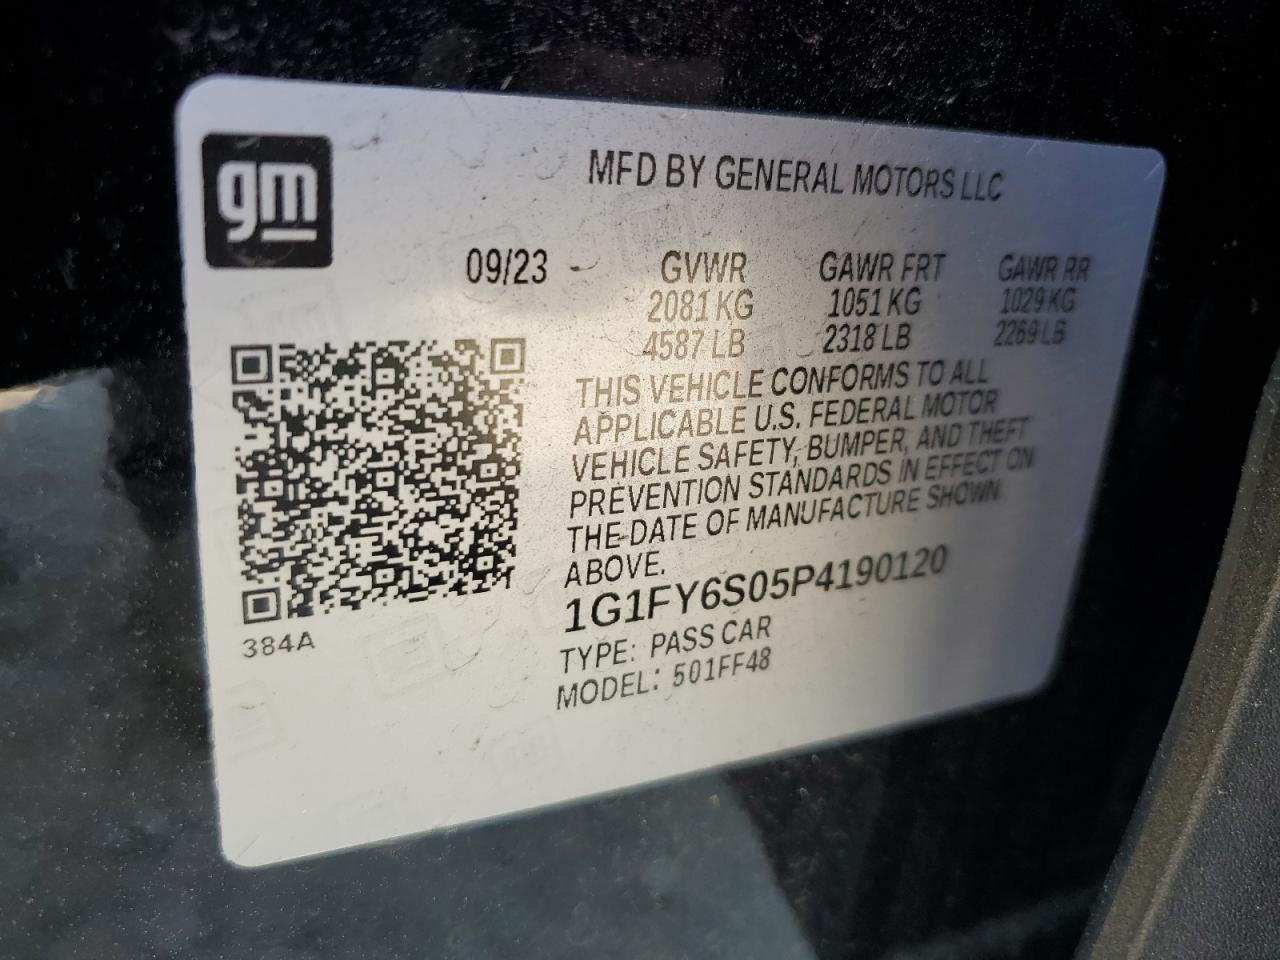 gm
MFD BY GENERAL MOTORS LLC
09/23 GVWR GAWR FRT GAWR RR
2081 KG 1051 KG 1029 KG
4587 LB 2318 LB 2269 LB
THIS VEHICLE CONFORMS TO ALL
APPLICABLE U.S. FEDERAL MOTOR
VEHICLE SAFETY, BUMPER, AND THEFT
PREVENTION STANDARDS IN EFFECT ON
THE DATE OF MANUFACTURE SHOWN
ABOVE.
1G1FY6S05P4190120
TYPE: PASS CAR
MODEL: 501FF48
384A